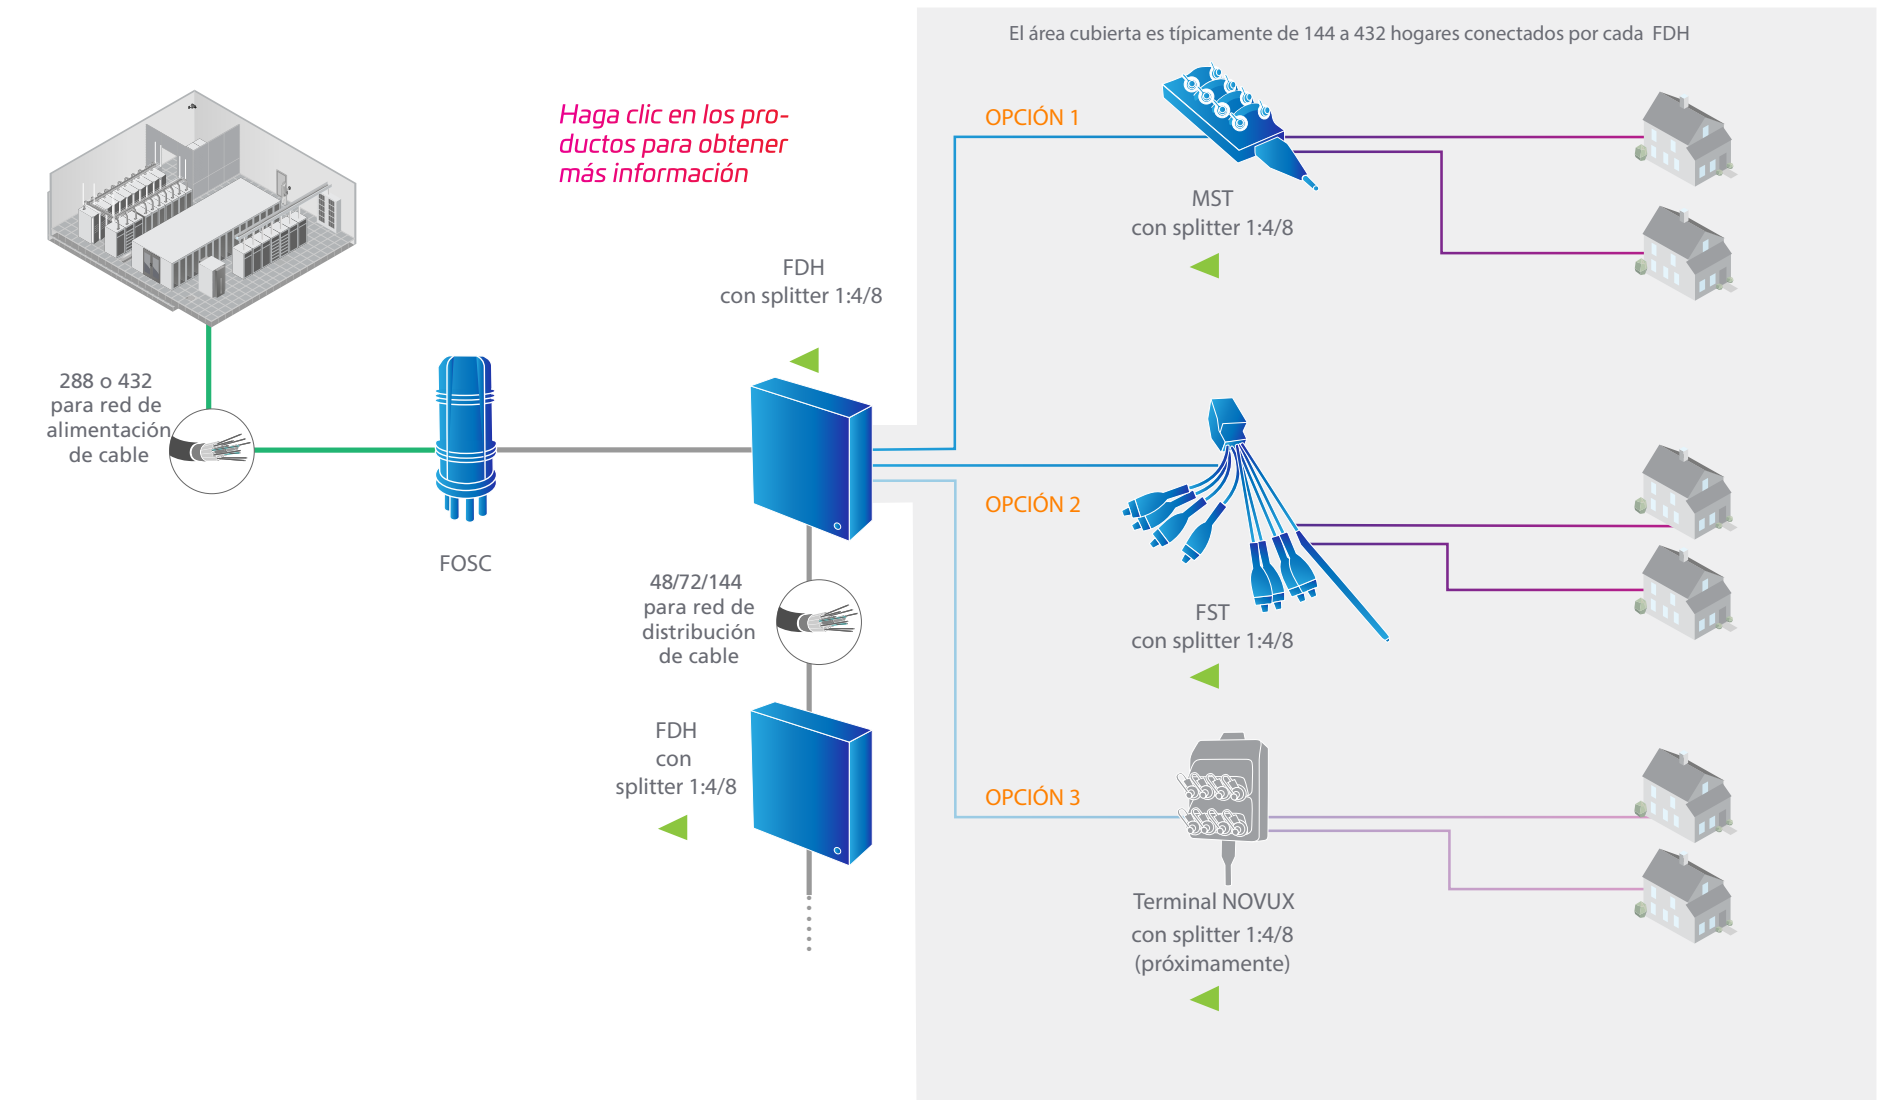 El área cubierta es típicamente de 144 a 432 hogares conectados por cada FDH
Haga clic en los pro-
ductos para obtener
más información
OPCIÓN 1
MST
con splitter 1:4/8
FDH
con splitter 1:4/8
288 o 432
para red de
alimentación
de cable
FOSC
OPCIÓN 2
48/72/144
para red de
distribución
de cable
FST
con splitter 1:4/8
FDH
con
splitter 1:4/8
OPCIÓN 3
Terminal NOVUX
con splitter 1:4/8
(próximamente)